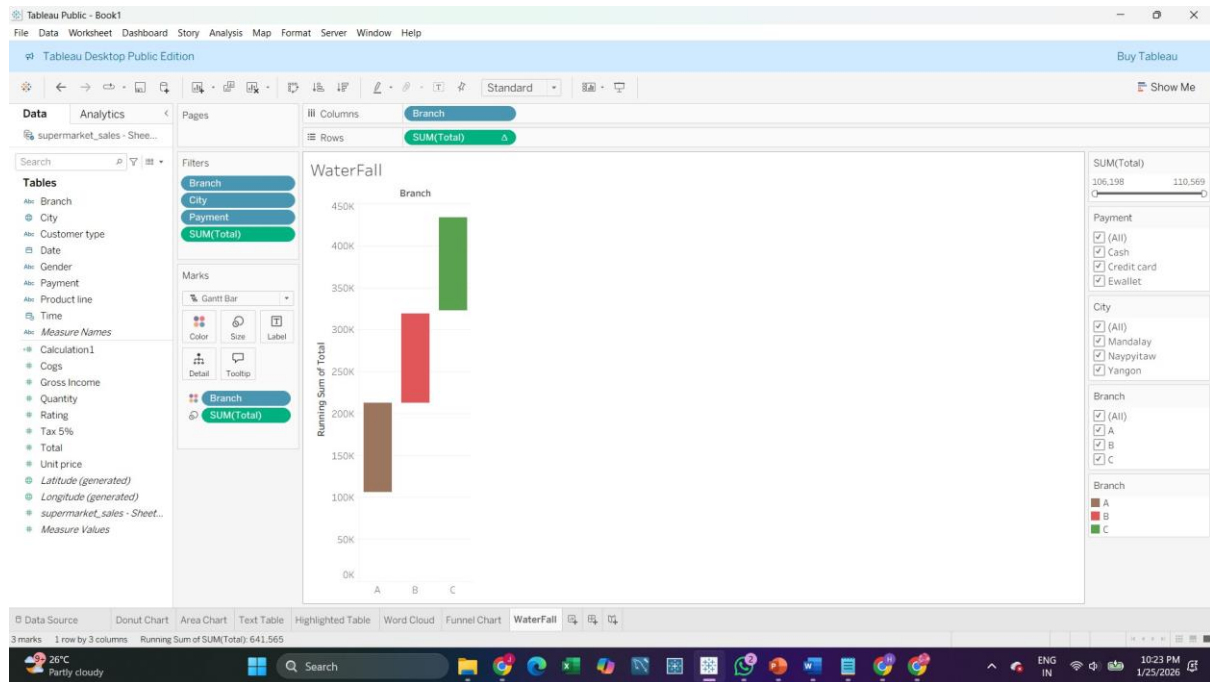 Tableau Public - Book1
File Data Worksheet Dashboard Story Analysis Map Format Server Window Help
Tableau Desktop Public Edition
Buy Tableau
Standard
Show Me
Data Analytics
supermarket_sales - Shee...
Search
Tables
Abc Branch
City
Abc Customer type
Date
Abc Gender
Abc Payment
Abc Product line
Time
Abc Measure Names
Calculation1
Cogs
Gross Income
Quantity
Rating
Tax 5%
Total
Unit price
Latitude (generated)
Longitude (generated)
supermarket_sales - Sheet...
Measure Values
Pages
Filters
Branch
City
Payment
SUM(Total)
Marks
Gantt Bar
Color Size Label
Detail Tooltip
Branch
SUM(Total)
Columns Branch
Rows SUM(Total) Δ
WaterFall
Branch
450K
400K
350K
300K
250K
200K
150K
100K
50K
0K
Running Sum of Total
A B C
SUM(Total)
106,198 110,569
Payment
(All)
Cash
Credit card
Ewallet
City
(All)
Mandalay
Naypyitaw
Yangon
Branch
(All)
A
B
C
Branch
A
B
C
Data Source Donut Chart Area Chart Text Table Highlighted Table Word Cloud Funnel Chart WaterFall
3 marks 1 row by 3 columns Running Sum of SUM(Total): 641,565
26°C
Partly cloudy
Search
ENG
IN
10:23 PM
1/25/2026